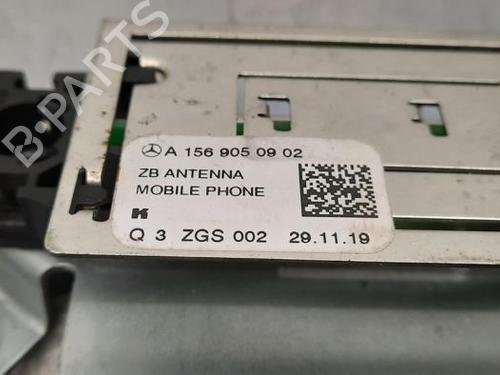 B-PARTS
A 156 905 09 02
ZB ANTENNA
MOBILE PHONE
K
Q 3 ZGS 002 29.11.19